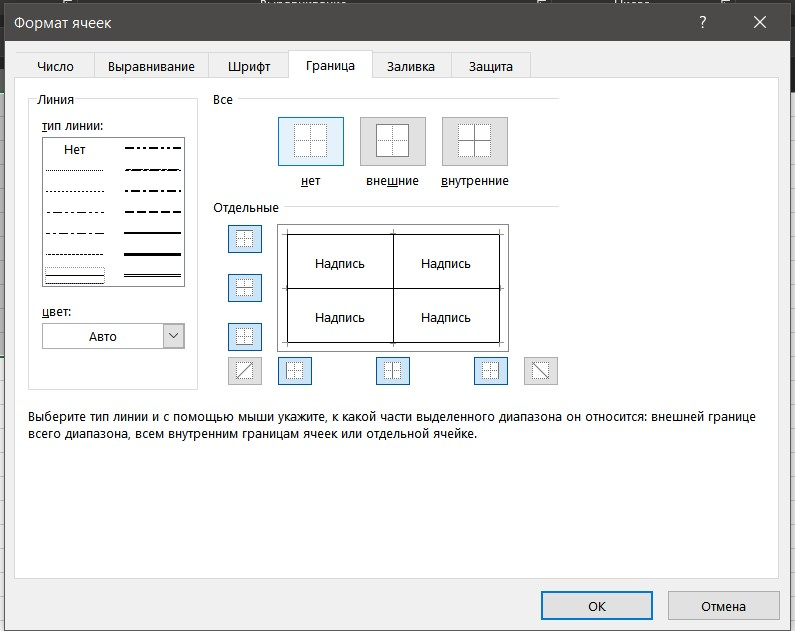 Формат ячеек
?
Число Выравнивание Шрифт Граница Заливка Защита
Линия
тип линии:
Нет
цвет:
Авто
Все
нет внешние внутренние
Отдельные
Надпись Надпись
Надпись Надпись
Выберите тип линии и с помощью мыши укажите, к какой части выделенного диапазона он относится: внешней границе
всего диапазона, всем внутренним границам ячеек или отдельной ячейке.
ОК Отмена